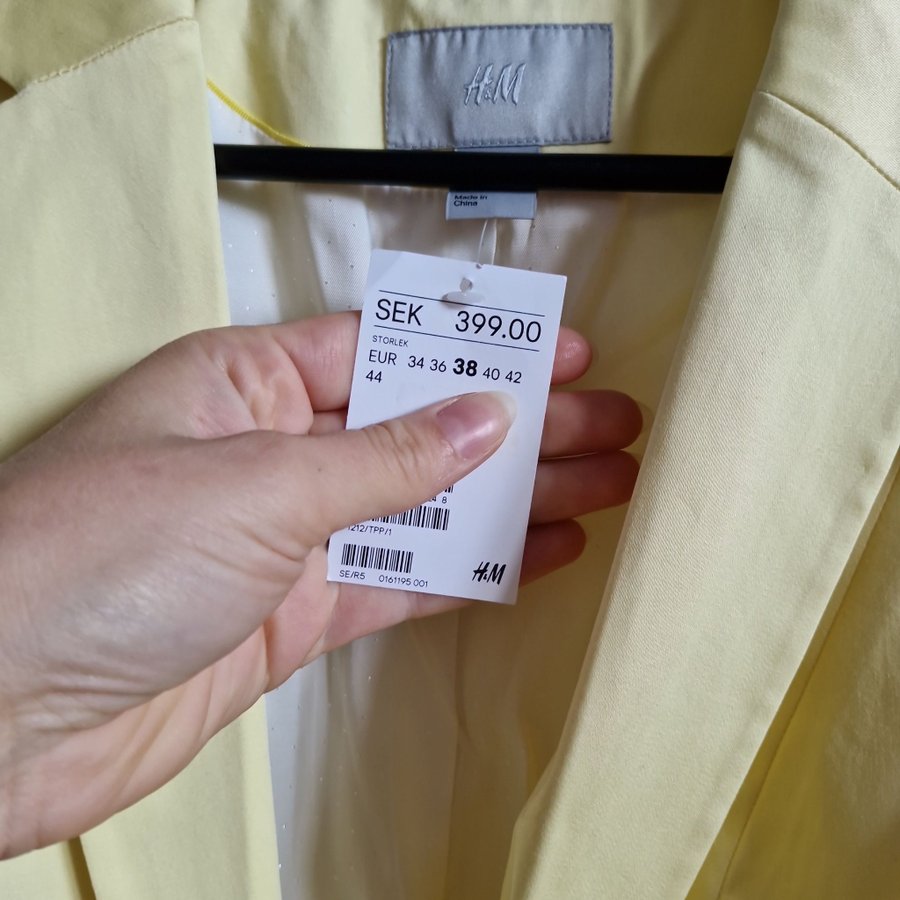 H&M
Made in
China
SEK 399.00
STORLEK
EUR 34 36 38 40 42
44
8
1212/TPP/1
SE/R5 0161195 001
H&M